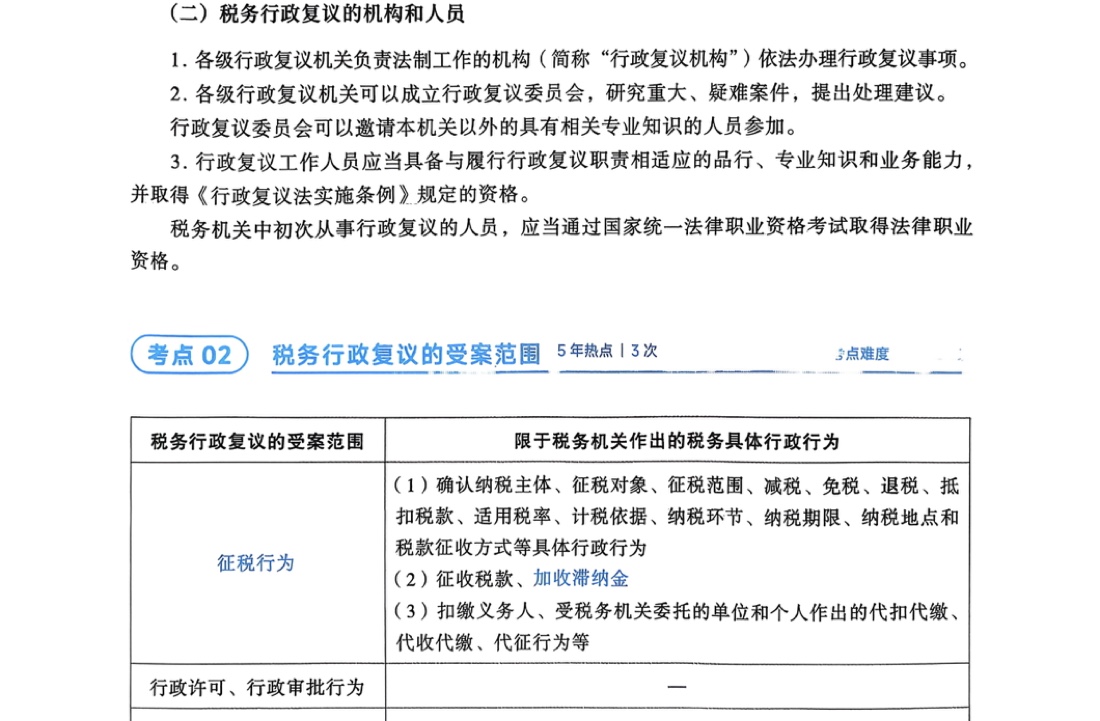 （二）税务行政复议的机构和人员
1. 各级行政复议机关负责法制工作的机构（简称“行政复议机构”）依法办理行政复议事项。
2. 各级行政复议机关可以成立行政复议委员会，研究重大、疑难案件，提出处理建议。
行政复议委员会可以邀请本机关以外的具有相关专业知识的人员参加。
3. 行政复议工作人员应当具备与履行行政复议职责相适应的品行、专业知识和业务能力，
并取得《行政复议法实施条例》规定的资格。
税务机关中初次从事行政复议的人员，应当通过国家统一法律职业资格考试取得法律职业
资格。
考点 02 税务行政复议的受案范围 5 年热点 | 3 次 考点难度
税务行政复议的受案范围 限于税务机关作出的税务具体行政行为
征税行为
（1）确认纳税主体、征税对象、征税范围、减税、免税、退税、抵
扣税款、适用税率、计税依据、纳税环节、纳税期限、纳税地点和
税款征收方式等具体行政行为
（2）征收税款、加收滞纳金
（3）扣缴义务人、受税务机关委托的单位和个人作出的代扣代缴、
代收代缴、代征行为等
行政许可、行政审批行为 —